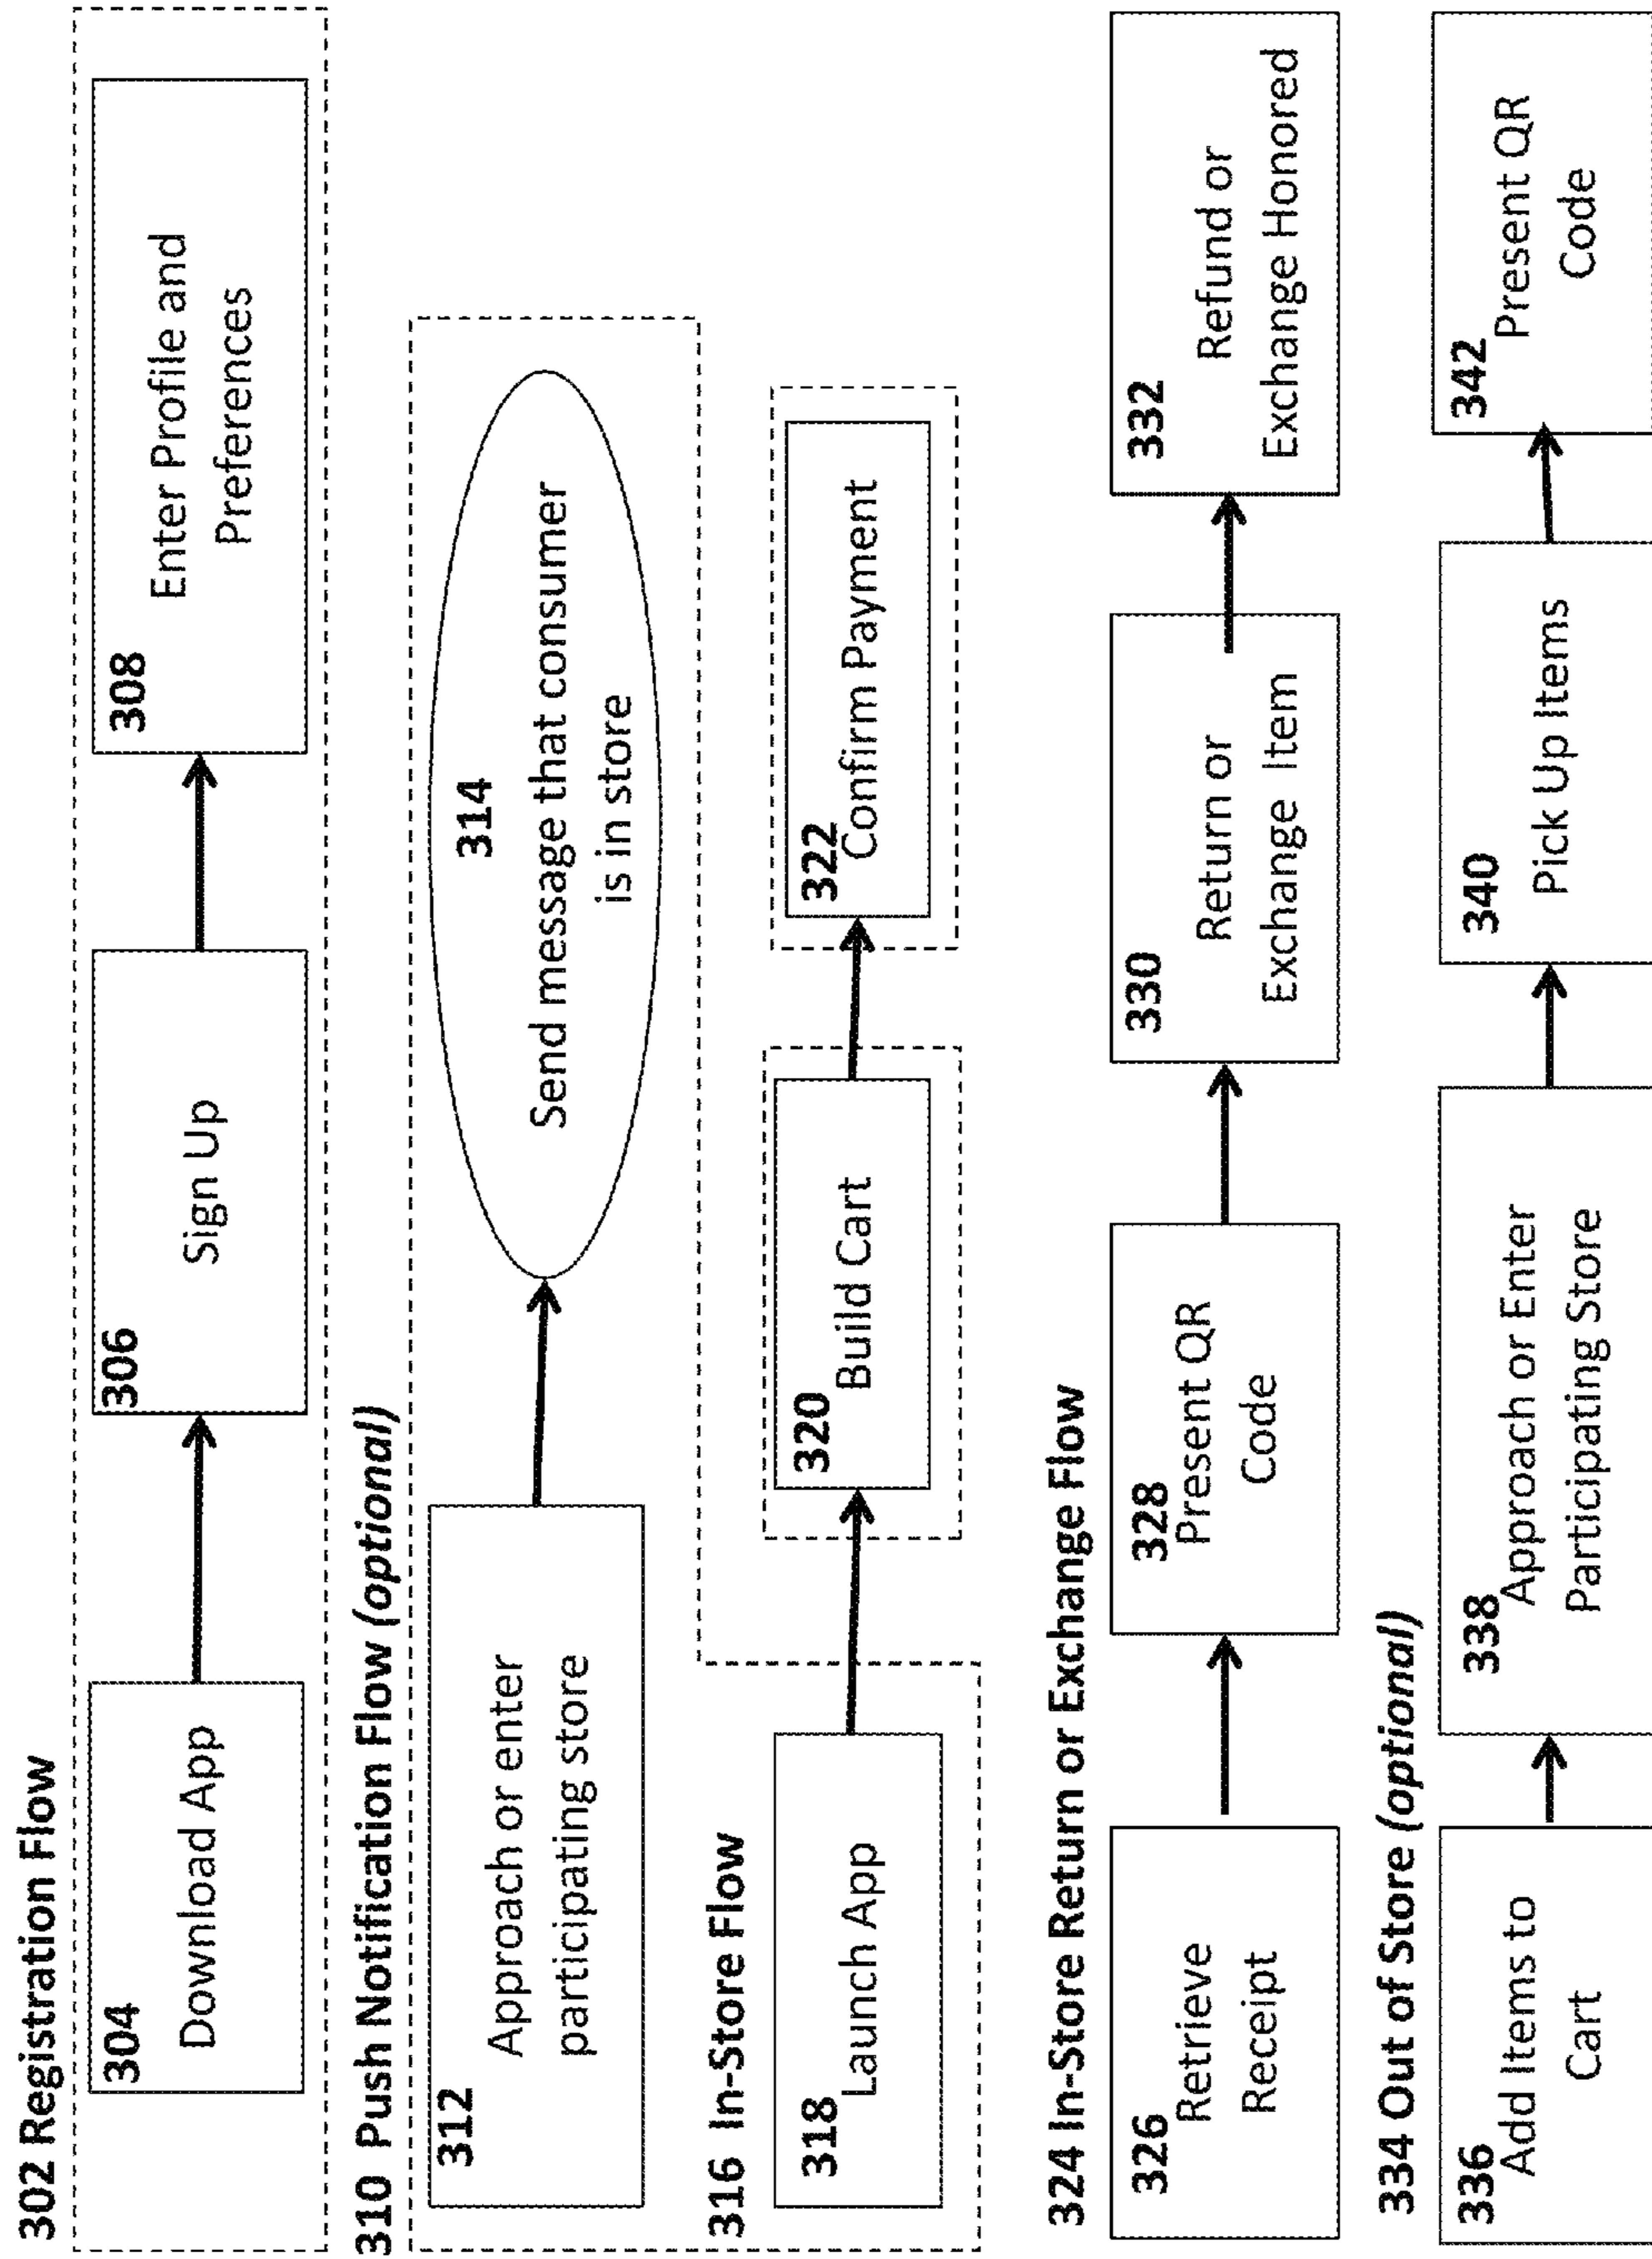 302 Registration Flow
304
Download App
306
Sign Up
308
Enter Profile and
Preferences
310 Push Notification Flow (optional)
312
Approach or enter
participating store
314
Send message that consumer
is in store
316 In-Store Flow
318
Launch App
320
Build Cart
322
Confirm Payment
324 In-Store Return or Exchange Flow
326
Retrieve
Receipt
328
Present QR
Code
330
Return or
Exchange Item
332
Refund or
Exchange Honored
334 Out of Store (optional)
336
Add Items to
Cart
338
Approach or Enter
Participating Store
340
Pick Up Items
342
Present QR
Code